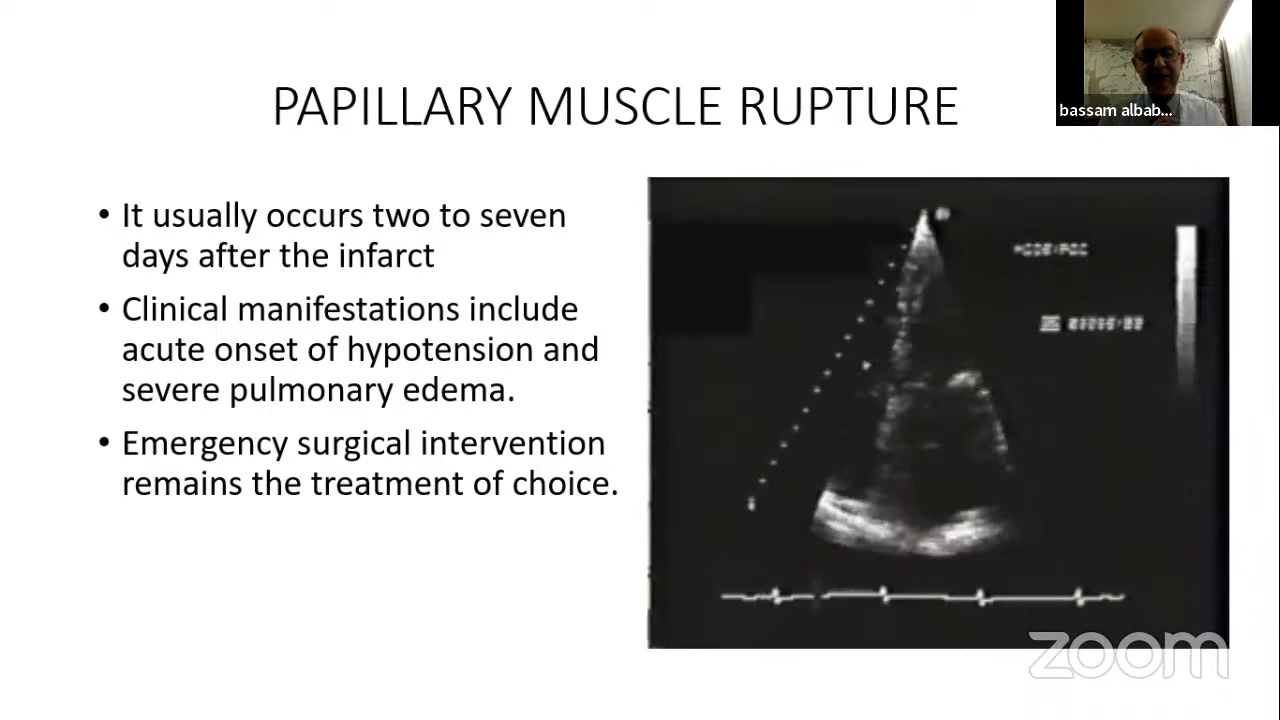 bassam albab...
PAPILLARY MUSCLE RUPTURE
• It usually occurs two to seven
days after the infarct
• Clinical manifestations include
acute onset of hypotension and
severe pulmonary edema.
• Emergency surgical intervention
remains the treatment of choice.
zoom